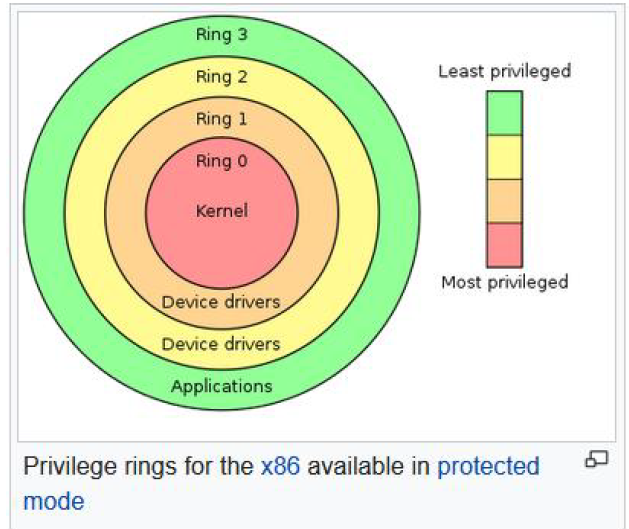 Ring 3
Ring 2
Ring 1
Ring 0
Kernel
Device drivers
Device drivers
Applications
Least privileged
Most privileged
Privilege rings for the x86 available in protected
mode